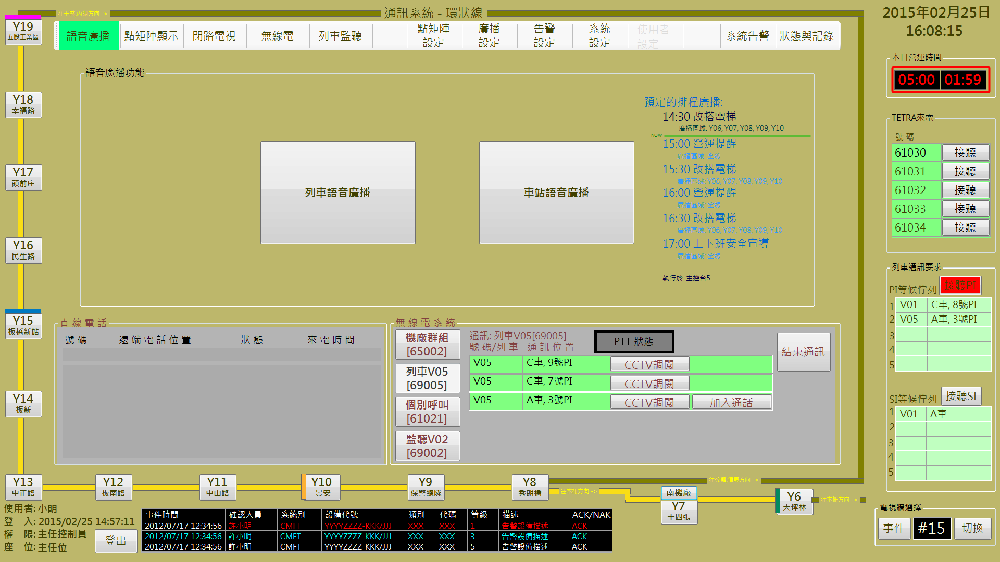 往士林,內湖方向 ->
通訊系統 - 環狀線
2015年02月25日
16:08:15
Y19
五股工業區
語音廣播
點矩陣顯示
閉路電視
無線電
列車監聽
點矩陣
設定
廣播
設定
告警
設定
系統
設定
使用者
設定
系統告警
狀態與記錄
本日營運時間
05:00 01:59
語音廣播功能
Y18
幸福路
預定的排程廣播:
14:30 改搭電梯
廣播區域: Y06, Y07, Y08, Y09, Y10
NOW
15:00 營運提醒
廣播區域: 全線
15:30 改搭電梯
廣播區域: Y06, Y07, Y08, Y09, Y10
16:00 營運提醒
廣播區域: 全線
16:30 改搭電梯
廣播區域: Y06, Y07, Y08, Y09, Y10
17:00 上下班安全宣導
廣播區域: 全線
執行於: 主控台5
列車語音廣播
車站語音廣播
TETRA來電
號 碼
61030 接聽
61031 接聽
61032 接聽
61033 接聽
61034 接聽
Y17
頭前庄
Y16
民生路
列車通訊要求
PI等候佇列 接聽PI
1 V01 C車, 8號PI
2 V05 A車, 3號PI
3
4
5
SI等候佇列 接聽SI
1 V01 A車
2
3
4
5
Y15
板橋新站
Y14
板新
直 線 電 話
號 碼 遠 端 電 話 位 置 狀 態 來 電 時 間
無 線 電 系 統
機廠群組
[65002]
列車V05
[69005]
個別呼叫
[61021]
監聽V02
[69002]
通訊: 列車V05[69005]
號 碼/列 車 通 訊 位 置
PTT 狀態
結束通訊
V05 C車, 9號PI CCTV調閱
V05 C車, 7號PI CCTV調閱
V05 A車, 3號PI CCTV調閱 加入通話
Y13
中正路
Y12
板南路
Y11
中山路
Y10
景安
Y9
保警總隊
Y8
秀朗橋
往公館,信義方向 ->
往木柵方向 ->
南機廠
Y7
十四張
Y6
大坪林
往木柵方向 ->
使用者: 小明
登 入: 2015/02/25 14:57:11
權 限: 主任控制員
座 位: 主任位
登出
事件時間 確認人員 系統別 設備代號 類別 代碼 等級 描述 ACK/NAK
2012/07/17 12:34:56 許小明 CMFT YYYYZZZZ-KKK/JJJ XXX XXX 1 告警設備描述 ACK
2012/07/17 12:34:56 許小明 CMFT YYYYZZZZ-KKK/JJJ XXX XXX 3 告警設備描述 ACK
2012/07/17 12:34:56 許小明 CMFT YYYYZZZZ-KKK/JJJ XXX XXX 5 告警設備描述 ACK
電視牆選擇
事件 #15 切換